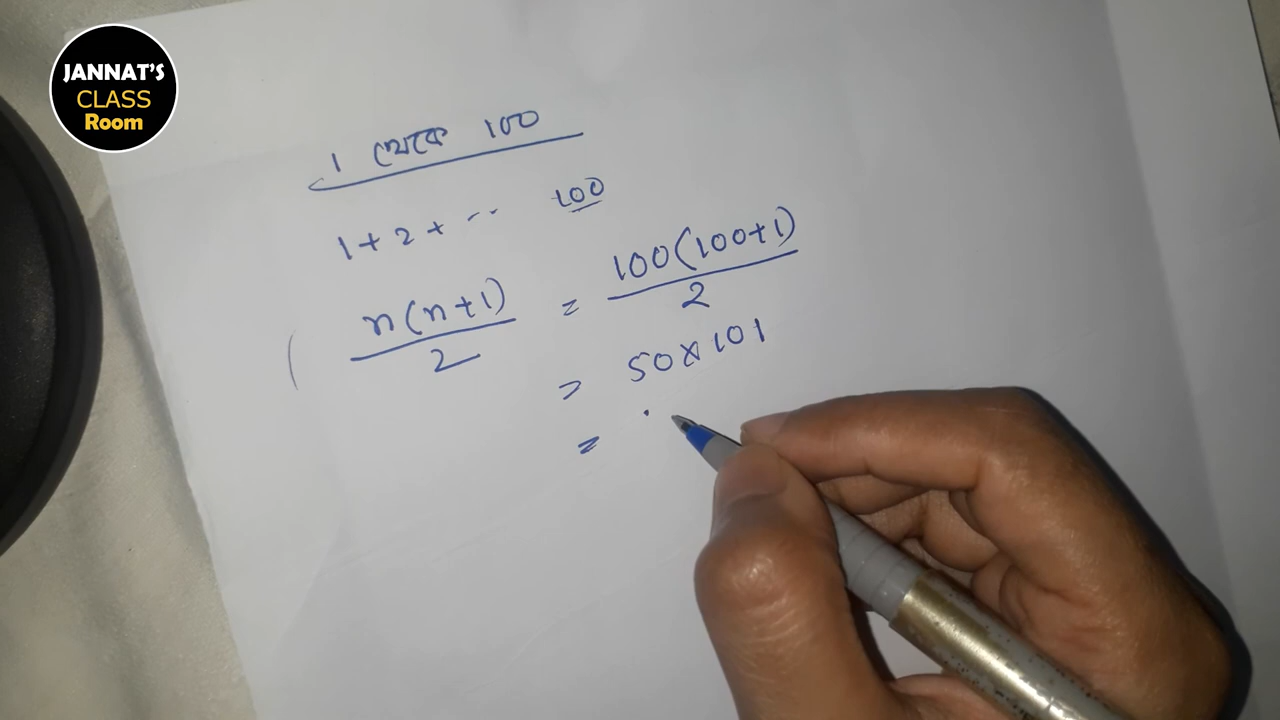 JANNAT'S
CLASS
Room
1 থেকে 100
1 + 2 + -- 100
n(n+1)/2 = 100(100+1)/2
= 50×101
=